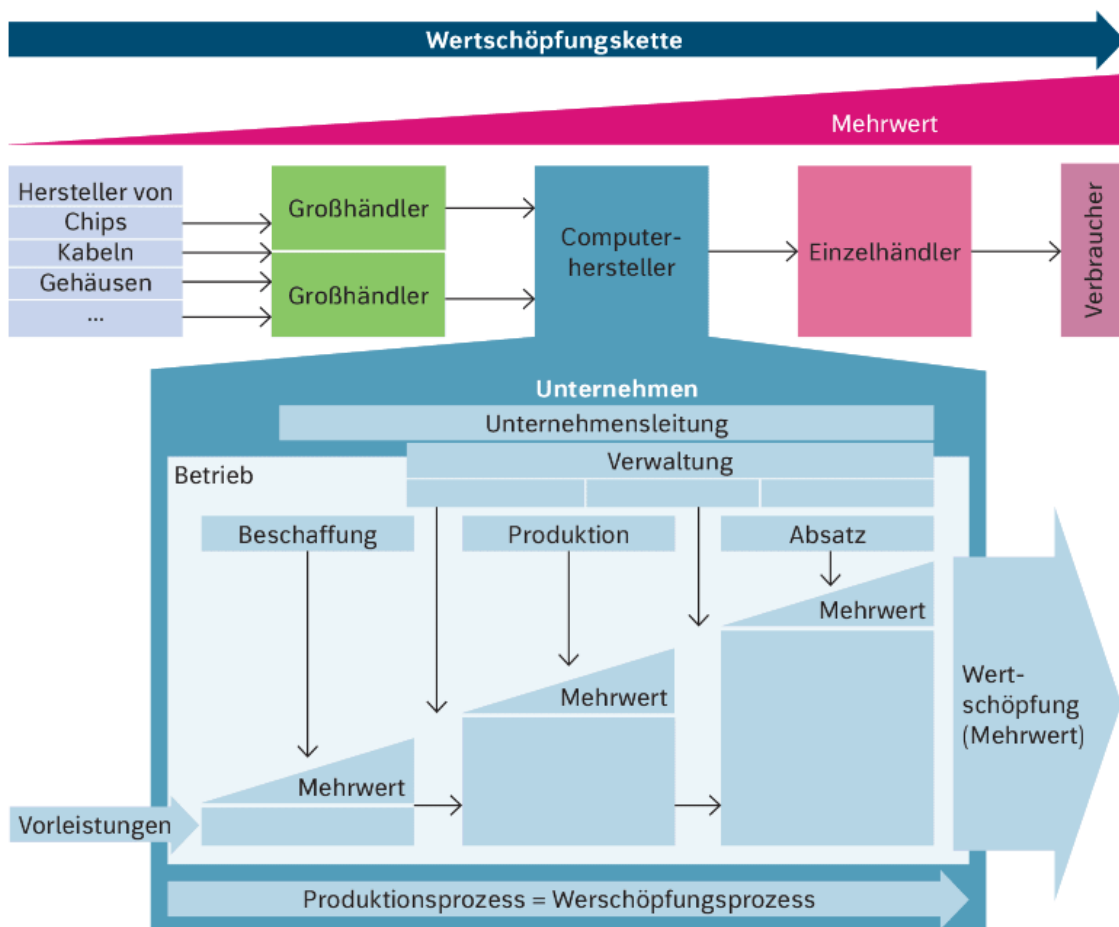 Wertschöpfungskette
Mehrwert
Hersteller von
Chips
Kabeln
Gehäusen
...
Großhändler
Großhändler
Computer-
hersteller
Einzelhändler
Verbraucher
Unternehmen
Unternehmensleitung
Verwaltung
Betrieb
Beschaffung
Produktion
Absatz
Mehrwert
Mehrwert
Mehrwert
Vorleistungen
Wert-
schöpfung
(Mehrwert)
Produktionsprozess = Werschöpfungsprozess